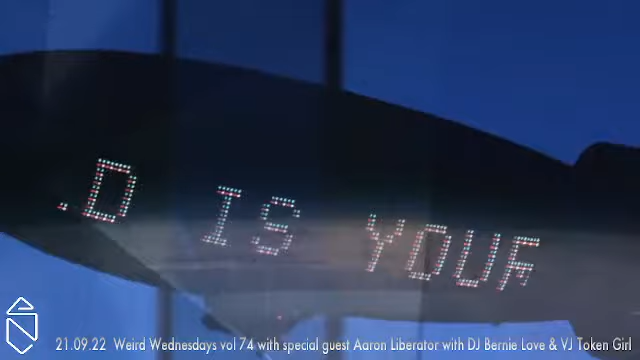 .D IS YOUR
21.09.22 Weird Wednesdays vol 74 with special guest Aaron Liberator with DJ Bernie Love & VJ Token Girl